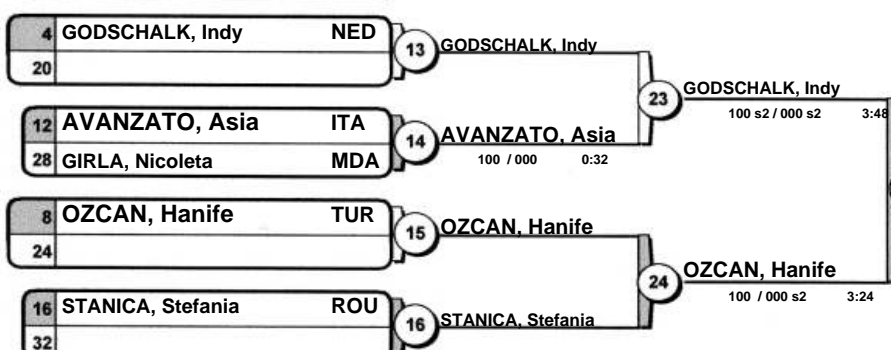 4 GODSCHALK, Indy NED
20
13 GODSCHALK, Indy
12 AVANZATO, Asia ITA
28 GIRLA, Nicoleta MDA
14 AVANZATO, Asia
100 / 000 0:32
23 GODSCHALK, Indy
100 s2 / 000 s2 3:48
8 OZCAN, Hanife TUR
24
15 OZCAN, Hanife
16 STANICA, Stefania ROU
32
16 STANICA, Stefania
24 OZCAN, Hanife
100 / 000 s2 3:24